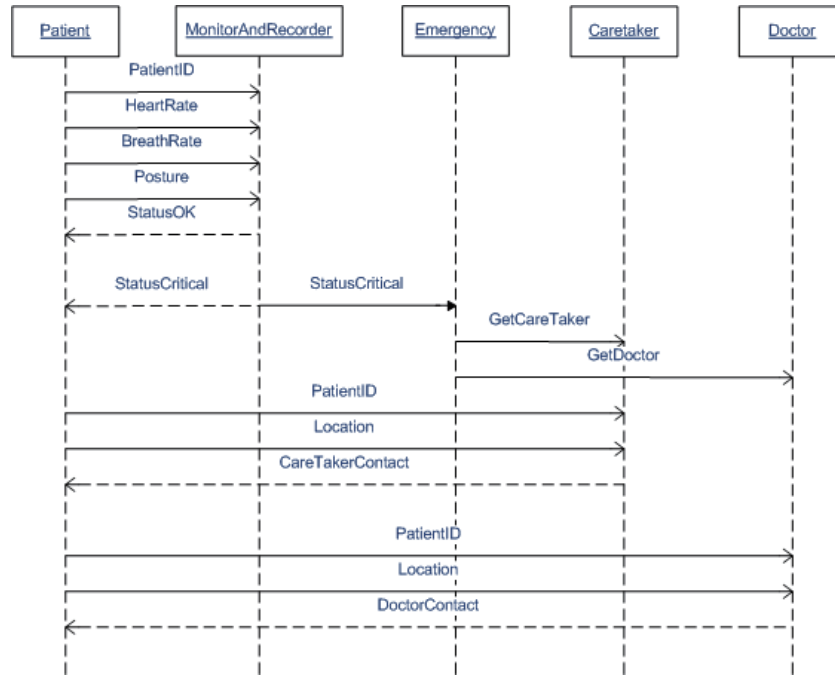 Patient
MonitorAndRecorder
Emergency
Caretaker
Doctor
PatientID
HeartRate
BreathRate
Posture
StatusOK
StatusCritical
StatusCritical
GetCareTaker
GetDoctor
PatientID
Location
CareTakerContact
PatientID
Location
DoctorContact